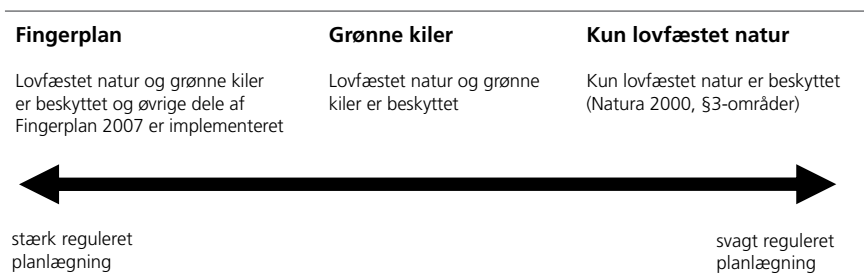 Fingerplan
Lovfæstet natur og grønne kiler
er beskyttet og øvrige dele af
Fingerplan 2007 er implementeret
Grønne kiler
Lovfæstet natur og grønne
kiler er beskyttet
Kun lovfæstet natur
Kun lovfæstet natur er beskyttet
(Natura 2000, §3-områder)
stærk reguleret
planlægning
svagt reguleret
planlægning